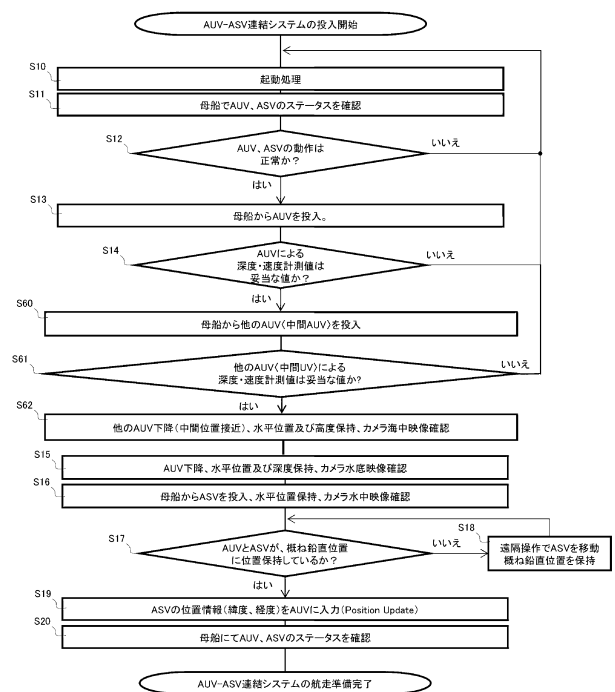 AUV-ASV連結システムの投入開始
S10
起動処理
S11
母船でAUV、ASVのステータスを確認
S12
AUV、ASVの動作は
正常か？
いいえ
はい
S13
母船からAUVを投入。
S14
AUVによる
深度・速度計測値は
妥当な値か？
いいえ
はい
S60
母船から他のAUV（中間AUV）を投入
S61
他のAUV（中間UV）による
深度・速度計測値は妥当な値か?
いいえ
はい
S62
他のAUV下降（中間位置接近）、水平位置及び高度保持、カメラ海中映像確認
S15
AUV下降、水平位置及び深度保持、カメラ水底映像確認
S16
母船からASVを投入、水平位置保持、カメラ水中映像確認
S17
AUVとASVが、概ね鉛直位置
に位置保持しているか？
いいえ
S18
遠隔操作でASVを移動
概ね鉛直位置を保持
はい
S19
ASVの位置情報（緯度、経度）をAUVに入力（Position Update）
S20
母船にてAUV、ASVのステータスを確認
AUV-ASV連結システムの航走準備完了